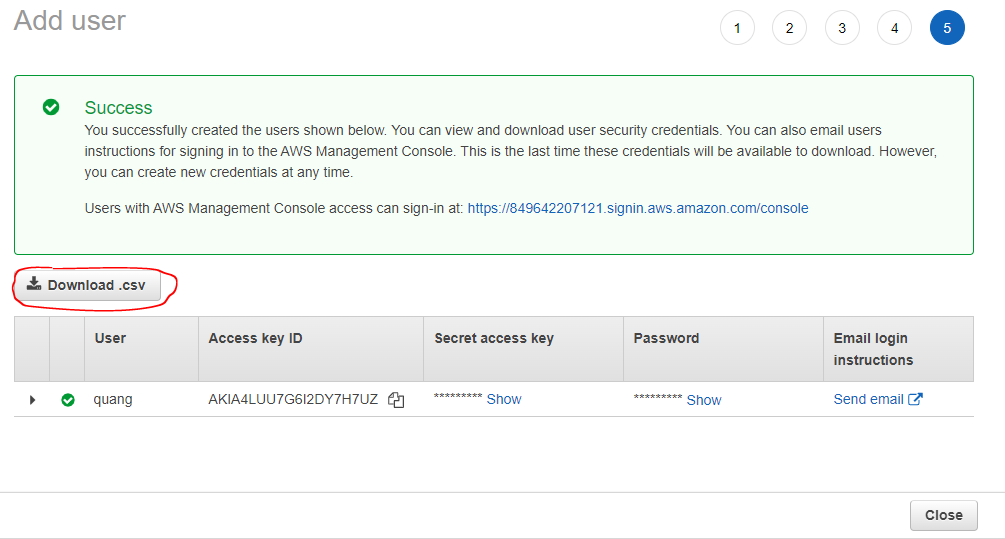 Add user
1 2 3 4 5
Success
You successfully created the users shown below. You can view and download user security credentials. You can also email users
instructions for signing in to the AWS Management Console. This is the last time these credentials will be available to download. However,
you can create new credentials at any time.
Users with AWS Management Console access can sign-in at: https://849642207121.signin.aws.amazon.com/console
Download .csv
User Access key ID Secret access key Password Email login
instructions
quang AKIA4LUU7G6I2DY7H7UZ ********* Show ********* Show Send email
Close